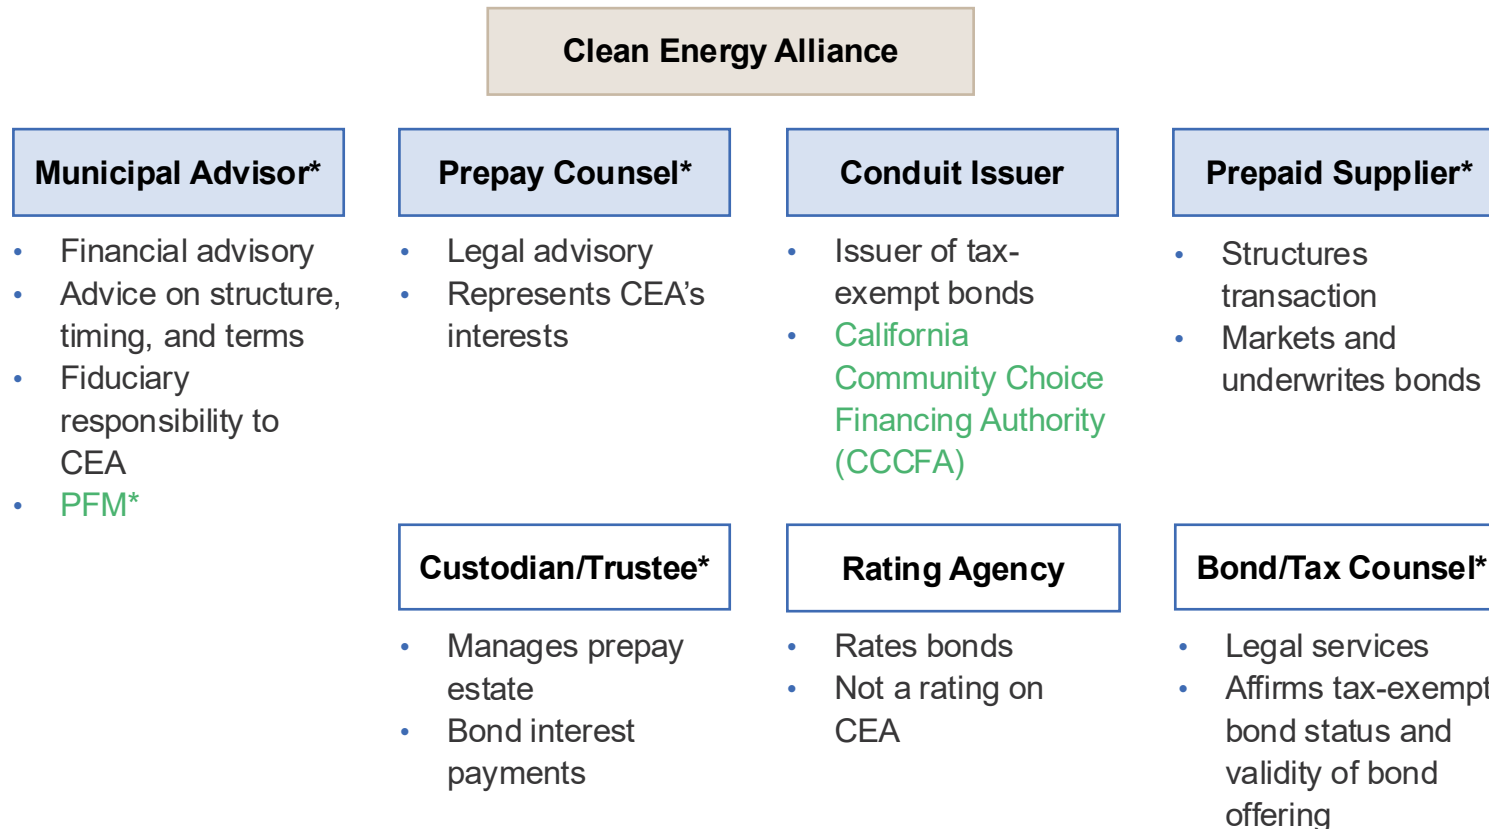 Clean Energy Alliance
Municipal Advisor*
• Financial advisory
• Advice on structure,
timing, and terms
• Fiduciary
responsibility to
CEA
• PFM*
Prepay Counsel*
• Legal advisory
• Represents CEA’s
interests
Conduit Issuer
• Issuer of tax-
exempt bonds
• California
Community Choice
Financing Authority
(CCCFA)
Prepaid Supplier*
• Structures
transaction
• Markets and
underwrites bonds
Custodian/Trustee*
• Manages prepay
estate
• Bond interest
payments
Rating Agency
• Rates bonds
• Not a rating on
CEA
Bond/Tax Counsel*
• Legal services
• Affirms tax-exempt
bond status and
validity of bond
offering